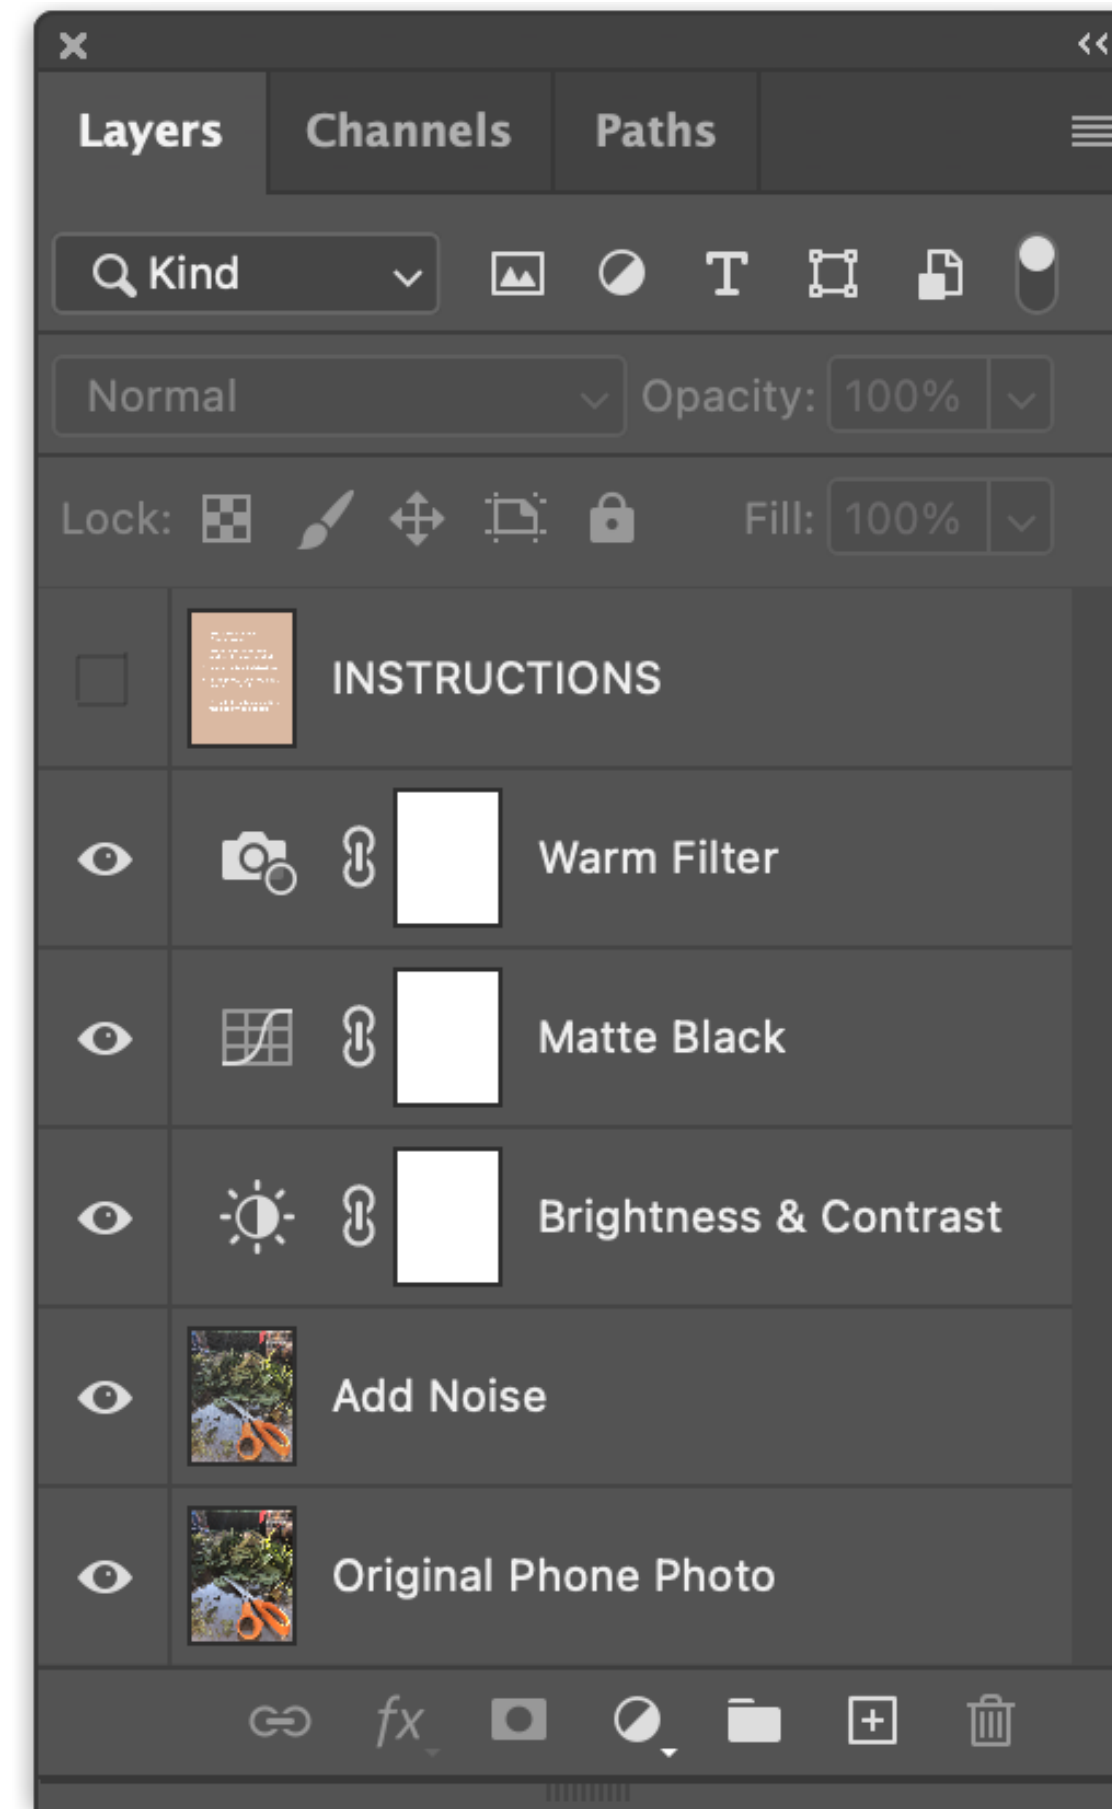 Layers Channels Paths
Kind T
Normal Opacity: 100%
Lock: Fill: 100%
INSTRUCTIONS
Warm Filter
Matte Black
Brightness & Contrast
Add Noise
Original Phone Photo
fx